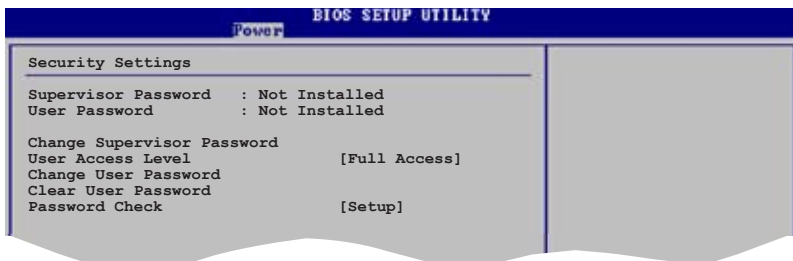 BIOS SETUP UTILITY
Power
Security Settings
Supervisor Password : Not Installed
User Password : Not Installed
Change Supervisor Password
User Access Level [Full Access]
Change User Password
Clear User Password
Password Check [Setup]